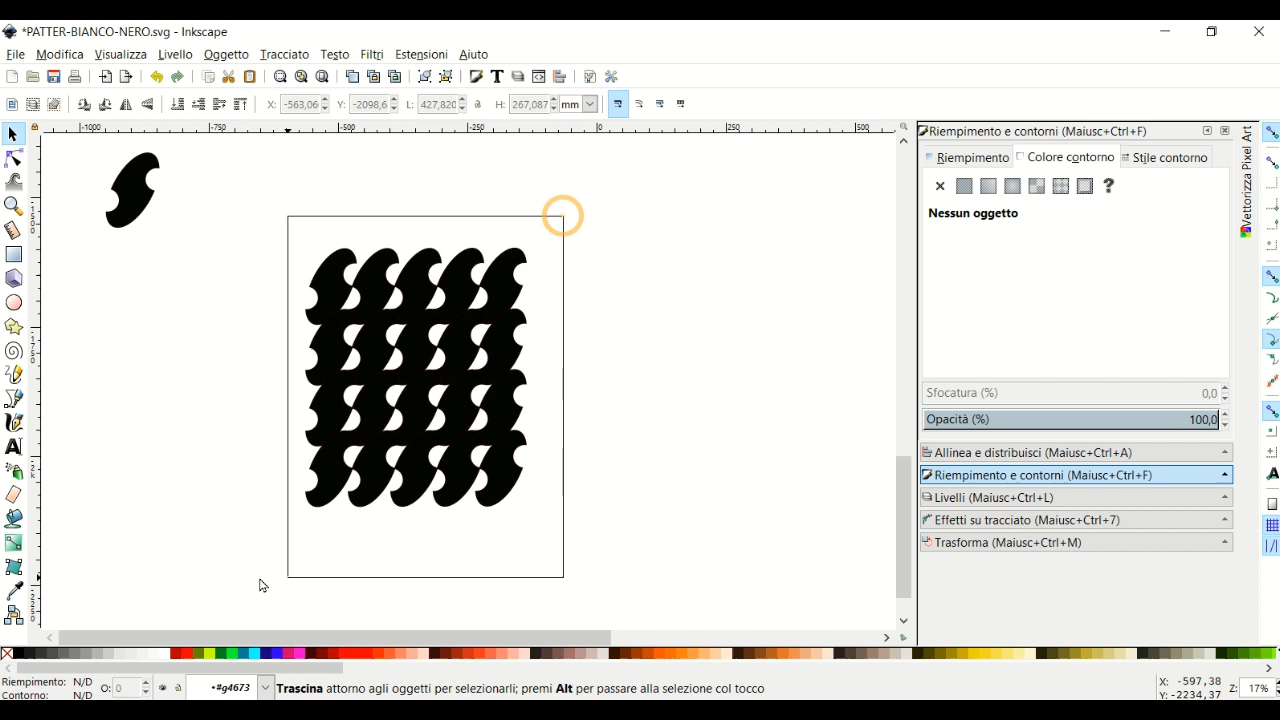 *PATTER-BIANCO-NERO.svg - Inkscape
File Modifica Visualizza Livello Oggetto Tracciato Testo Filtri Estensioni Aiuto
X: -563,06 Y: -2098,6 L: 427,820 H: 267,087 mm
-1000 -750 -500 -250 0 250 500
Riempimento e contorni (Maiusc+Ctrl+F)
Riempimento Colore contorno Stile contorno
?
Nessun oggetto
Vettorizza Pixel Art
Sfocatura (%) 0,0
Opacità (%) 100,0
Allinea e distribuisci (Maiusc+Ctrl+A)
Riempimento e contorni (Maiusc+Ctrl+F)
Livelli (Maiusc+Ctrl+L)
Effetti su tracciato (Maiusc+Ctrl+7)
Trasforma (Maiusc+Ctrl+M)
Riempimento: N/D
Contorno: N/D
O: 0
•#g4673
Trascina attorno agli oggetti per selezionarli; premi Alt per passare alla selezione col tocco
X: -597,38
Y: -2234,37
Z: 17%